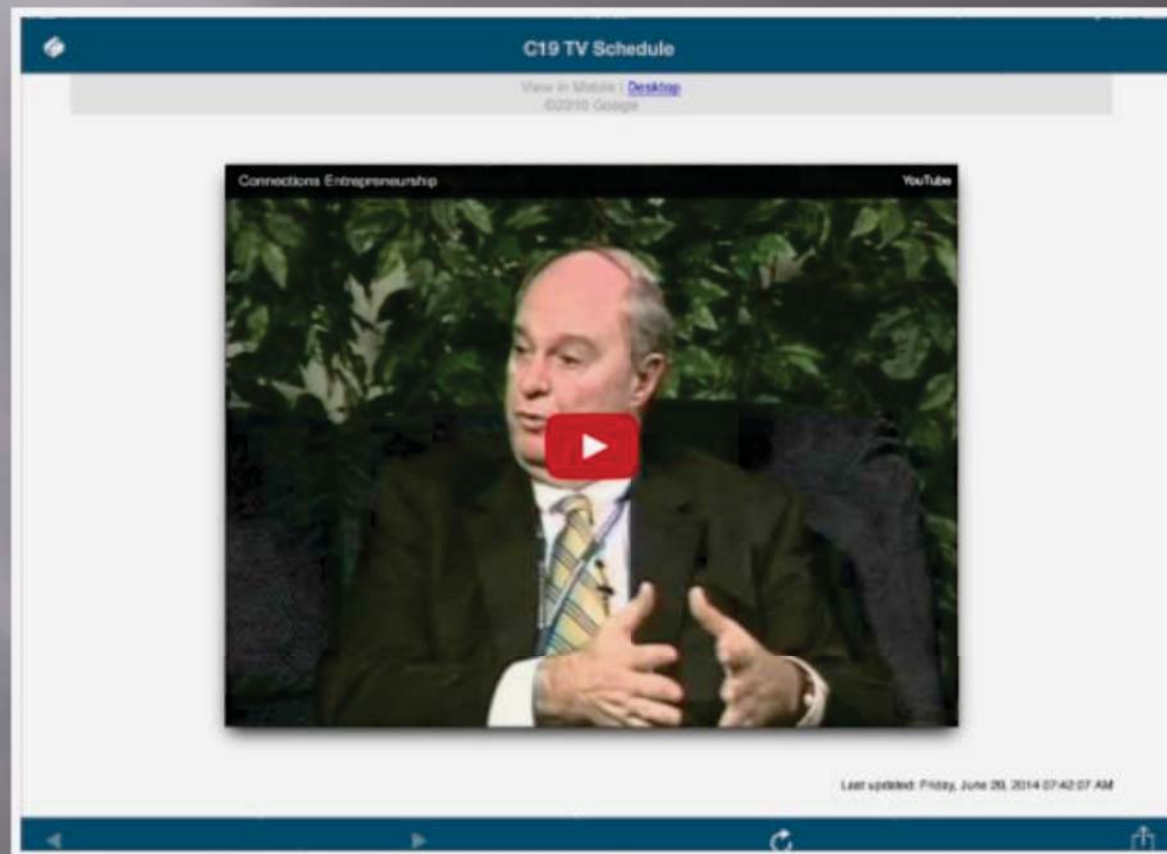 C19 TV Schedule
View in Mobile | Desktop
©2010 Google
Connections Entrepreneurship
YouTube
Last updated: Friday, June 20, 2014 07:42:07 AM